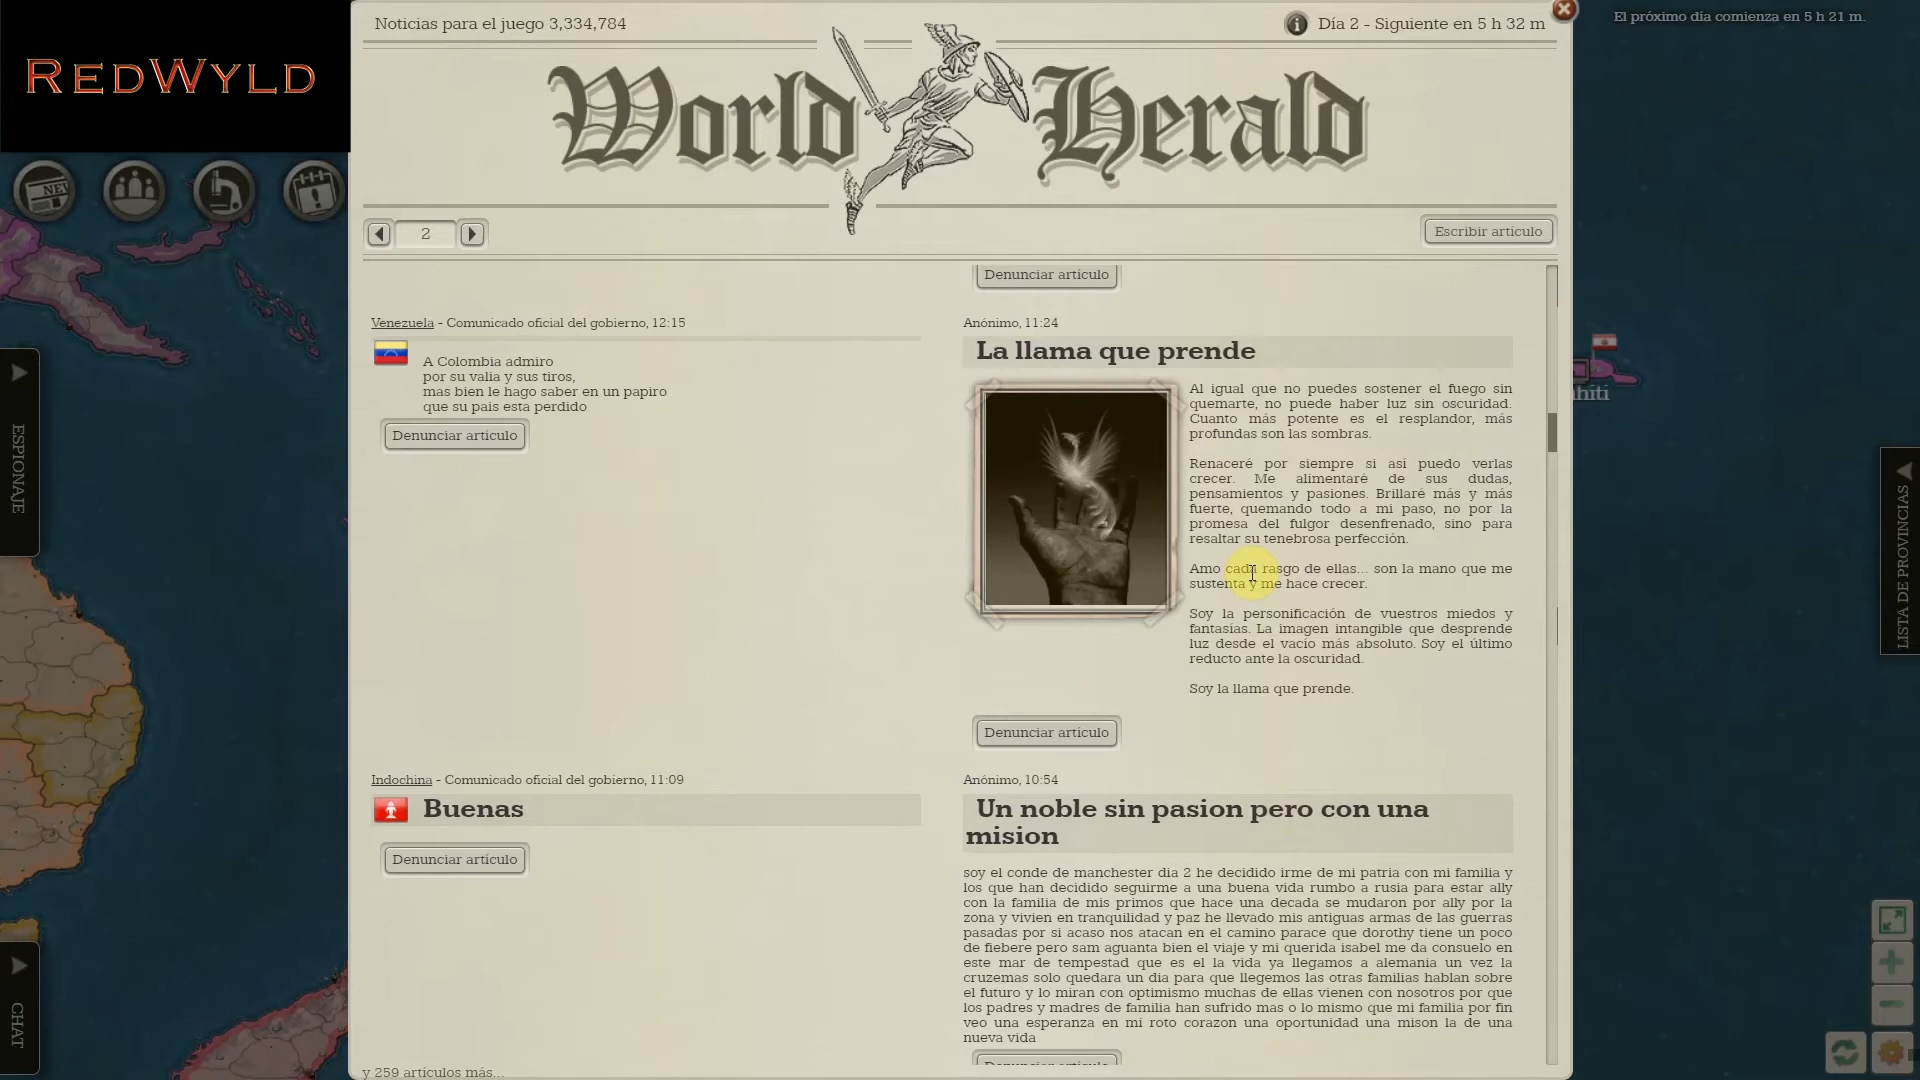 Noticias para el juego 3,334,784
Día 2 - Siguiente en 5 h 32 m
El próximo día comienza en 5 h 21 m.
REDWYLD
World Herald
NEW
2
Escribir artículo
Denunciar artículo
Venezuela - Comunicado oficial del gobierno, 12:15
A Colombia admiro
por su valia y sus tiros,
mas bien le hago saber en un papiro
que su pais esta perdido
Denunciar artículo
Anónimo, 11:24
La llama que prende
Al igual que no puedes sostener el fuego sin
quemarte, no puede haber luz sin oscuridad.
Cuanto más potente es el resplandor, más
profundas son las sombras.
Renaceré por siempre si así puedo verlas
crecer. Me alimentaré de sus dudas,
pensamientos y pasiones. Brillaré más y más
fuerte, quemando todo a mi paso, no por la
promesa del fulgor desenfrenado, sino para
resaltar su tenebrosa perfección.
Amo cada rasgo de ellas... son la mano que me
sustenta y me hace crecer.
Soy la personificación de vuestros miedos y
fantasías. La imagen intangible que desprende
luz desde el vacío más absoluto. Soy el último
reducto ante la oscuridad.
Soy la llama que prende.
Denunciar artículo
Indochina - Comunicado oficial del gobierno, 11:09
Buenas
Denunciar artículo
Anónimo, 10:54
Un noble sin pasion pero con una
mision
soy el conde de manchester dia 2 he decidido irme de mi patria con mi familia y
los que han decidido seguirme a una buena vida rumbo a rusia para estar ally
con la familia de mis primos que hace una decada se mudaron por ally por la
zona y vivien en tranquilidad y paz he llevado mis antiguas armas de las guerras
pasadas por si acaso nos atacan en el camino parace que dorothy tiene un poco
de fiebere pero sam aguanta bien el viaje y mi querida isabel me da consuelo en
este mar de tempestad que es el la vida ya llegamos a alemania un vez la
cruzemas solo quedara un dia para que llegemos las otras familias hablan sobre
el futuro y lo miran con optimismo muchas de ellas vienen con nosotros por que
los padres y madres de familia han sufrido mas o lo mismo que mi familia por fin
veo una esperanza en mi roto corazon una oportunidad una mison la de una
nueva vida
Denunciar artículo
y 259 artículos más...
ESPIONAJE
CHAT
LISTA DE PROVINCIAS